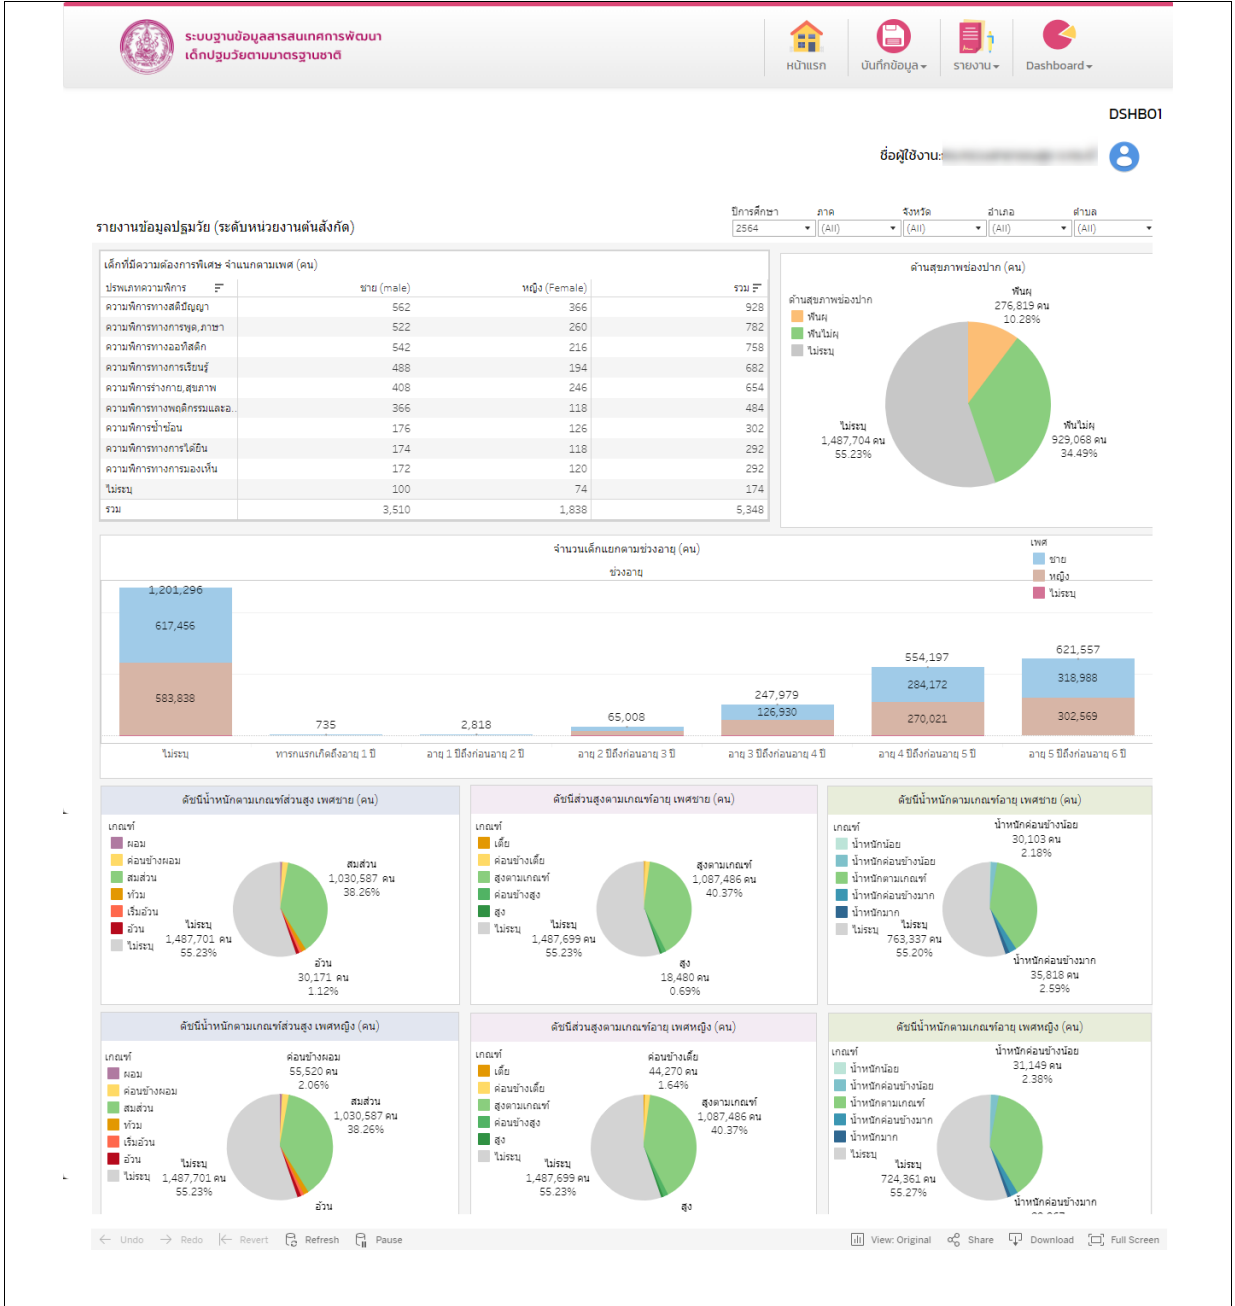 ระบบฐานข้อมูลสารสนเทศการพัฒนา
เด็กปฐมวัยตามมาตรฐานชาติ
หน้าแรก บันทึกข้อมูล รายงาน Dashboard
DSHB01
ชื่อผู้ใช้งาน:
รายงานข้อมูลปฐมวัย (ระดับหน่วยงานต้นสังกัด)
ปีการศึกษา ภาค จังหวัด อำเภอ ตำบล
2564 (All) (All) (All) (All)
เด็กที่มีความต้องการพิเศษ จำแนกตามเพศ (คน)
ประเภทความพิการ ชาย (male) หญิง (Female) รวม
ความพิการทางสติปัญญา 562 366 928
ความพิการทางการพูด,ภาษา 522 260 782
ความพิการทางออทิสติก 542 216 758
ความพิการทางการเรียนรู้ 488 194 682
ความพิการร่างกาย,สุขภาพ 408 246 654
ความพิการทางพฤติกรรมและอ.. 366 118 484
ความพิการซ้ำซ้อน 176 126 302
ความพิการทางการได้ยิน 174 118 292
ความพิการทางการมองเห็น 172 120 292
ไม่ระบุ 100 74 174
รวม 3,510 1,838 5,348
ด้านสุขภาพช่องปาก (คน)
ด้านสุขภาพช่องปาก
ฟันผุ
ฟันไม่ผุ
ไม่ระบุ
ฟันผุ
276,819 คน
10.28%
ไม่ระบุ
1,487,704 คน
55.23%
ฟันไม่ผุ
929,068 คน
34.49%
จำนวนเด็กแยกตามช่วงอายุ (คน)
ช่วงอายุ
เพศ
ชาย
หญิง
ไม่ระบุ
1,201,296
617,456
583,838
735
2,818
65,008
247,979
126,930
554,197
284,172
270,021
621,557
318,988
302,569
ไม่ระบุ ทารกแรกเกิดถึงอายุ 1 ปี อายุ 1 ปีถึงก่อนอายุ 2 ปี อายุ 2 ปีถึงก่อนอายุ 3 ปี อายุ 3 ปีถึงก่อนอายุ 4 ปี อายุ 4 ปีถึงก่อนอายุ 5 ปี อายุ 5 ปีถึงก่อนอายุ 6 ปี
ดัชนีน้ำหนักตามเกณฑ์ส่วนสูง เพศชาย (คน)
เกณฑ์
ผอม
ค่อนข้างผอม
สมส่วน
ท้วม
เริ่มอ้วน
อ้วน
ไม่ระบุ
สมส่วน
1,030,587 คน
38.26%
ไม่ระบุ
1,487,701 คน
55.23%
อ้วน
30,171 คน
1.12%
ดัชนีส่วนสูงตามเกณฑ์อายุ เพศชาย (คน)
เกณฑ์
เตี้ย
ค่อนข้างเตี้ย
สูงตามเกณฑ์
ค่อนข้างสูง
สูง
ไม่ระบุ
สูงตามเกณฑ์
1,087,486 คน
40.37%
ไม่ระบุ
1,487,699 คน
55.23%
สูง
18,480 คน
0.69%
ดัชนีน้ำหนักตามเกณฑ์อายุ เพศชาย (คน)
เกณฑ์
น้ำหนักน้อย
น้ำหนักค่อนข้างน้อย
น้ำหนักตามเกณฑ์
น้ำหนักค่อนข้างมาก
น้ำหนักมาก
ไม่ระบุ
น้ำหนักค่อนข้างน้อย
30,103 คน
2.18%
ไม่ระบุ
763,337 คน
55.20%
น้ำหนักค่อนข้างมาก
35,818 คน
2.59%
ดัชนีน้ำหนักตามเกณฑ์ส่วนสูง เพศหญิง (คน)
เกณฑ์
ผอม
ค่อนข้างผอม
สมส่วน
ท้วม
เริ่มอ้วน
อ้วน
ไม่ระบุ
ค่อนข้างผอม
55,520 คน
2.06%
สมส่วน
1,030,587 คน
38.26%
ไม่ระบุ
1,487,701 คน
55.23%
อ้วน
ดัชนีส่วนสูงตามเกณฑ์อายุ เพศหญิง (คน)
เกณฑ์
เตี้ย
ค่อนข้างเตี้ย
สูงตามเกณฑ์
ค่อนข้างสูง
สูง
ไม่ระบุ
ค่อนข้างเตี้ย
44,270 คน
1.64%
สูงตามเกณฑ์
1,087,486 คน
40.37%
ไม่ระบุ
1,487,699 คน
55.23%
สูง
ดัชนีน้ำหนักตามเกณฑ์อายุ เพศหญิง (คน)
เกณฑ์
น้ำหนักน้อย
น้ำหนักค่อนข้างน้อย
น้ำหนักตามเกณฑ์
น้ำหนักค่อนข้างมาก
น้ำหนักมาก
ไม่ระบุ
น้ำหนักค่อนข้างน้อย
31,149 คน
2.38%
ไม่ระบุ
724,361 คน
55.27%
น้ำหนักค่อนข้างมาก
Undo Redo Revert Refresh Pause View: Original Share Download Full Screen